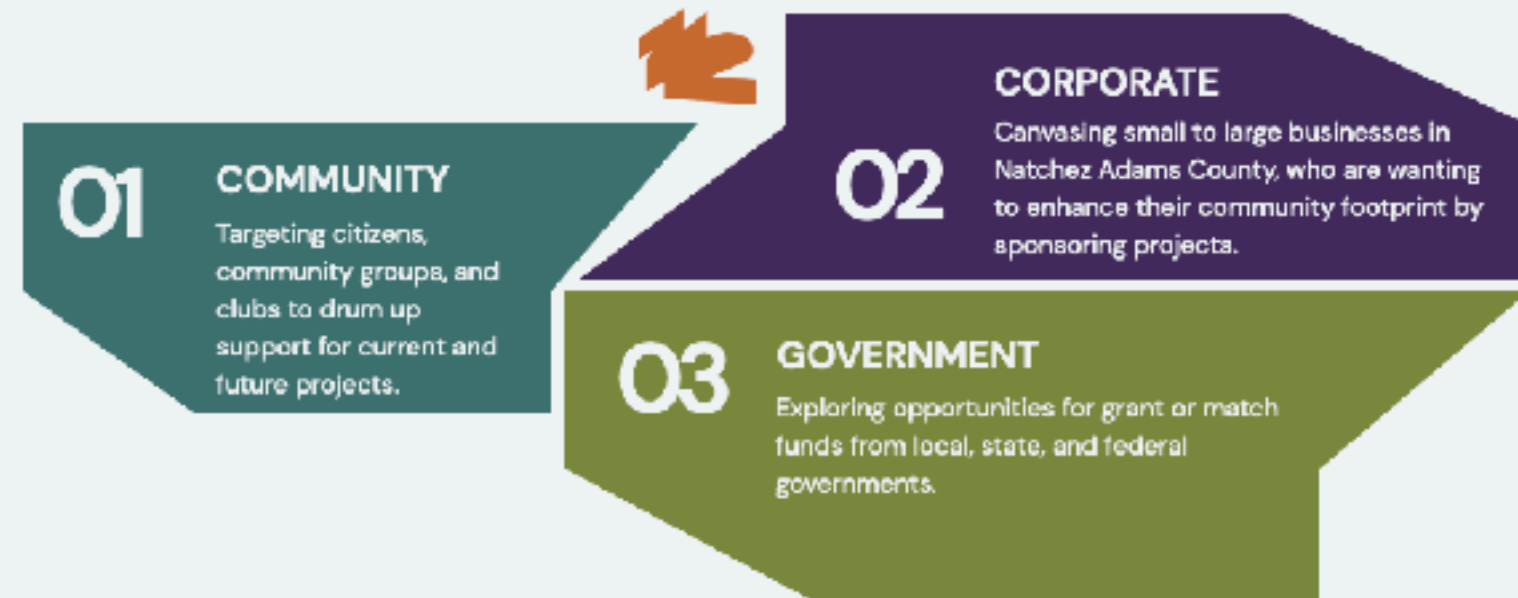 01
COMMUNITY
Targeting citizens,
community groups, and
clubs to drum up
support for current and
future projects.
02
CORPORATE
Canvasing small to large businesses in
Natchez Adams County, who are wanting
to enhance their community footprint by
sponsoring projects.
03
GOVERNMENT
Exploring opportunities for grant or match
funds from local, state, and federal
governments.